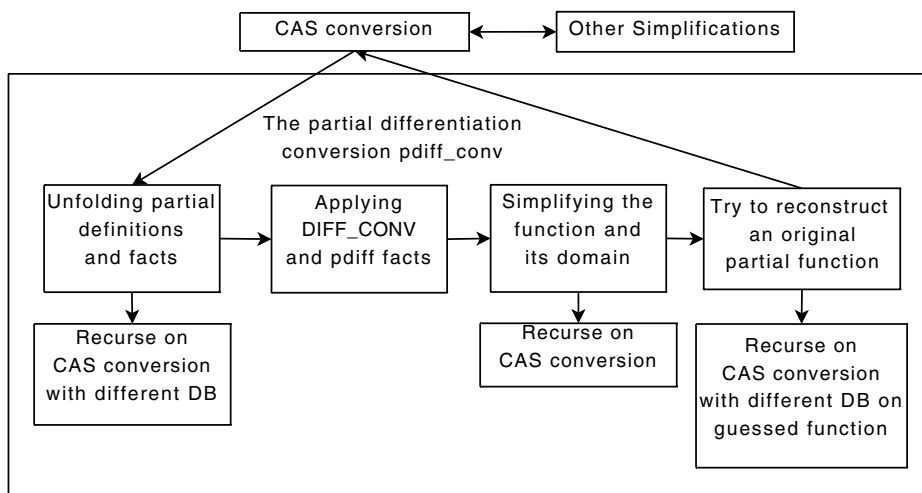 CAS conversion
Other Simplifications
The partial differentiation
conversion pdiff_conv
Unfolding partial
definitions
and facts
Applying
DIFF_CONV
and pdiff facts
Simplifying the
function and
its domain
Try to reconstruct
an original
partial function
Recurse on
CAS conversion
with different DB
Recurse on
CAS conversion
Recurse on
CAS conversion
with different DB on
guessed function